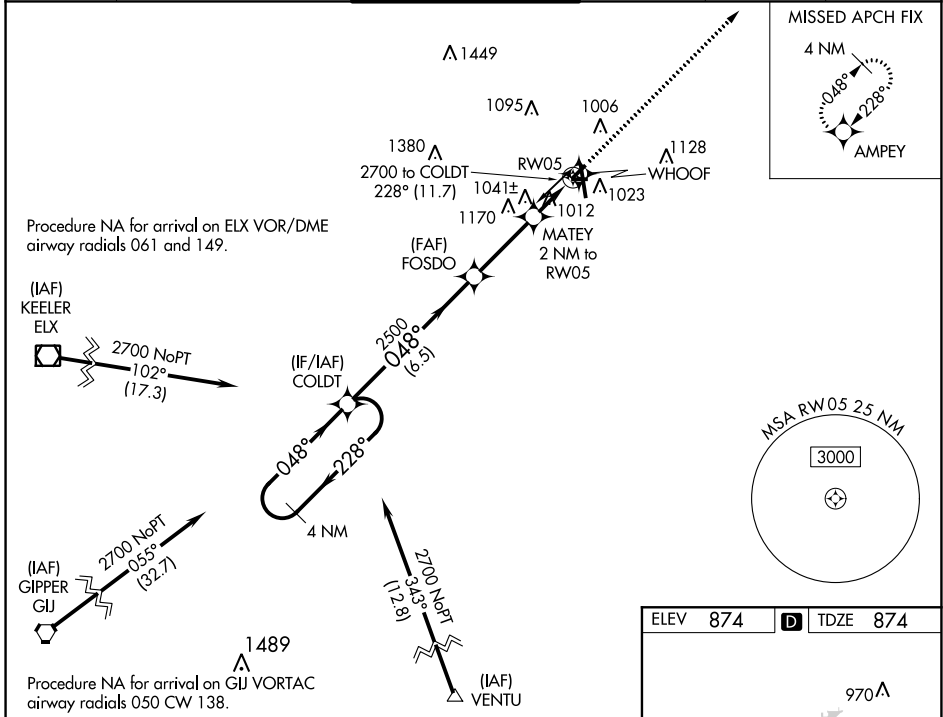 MISSED APCH FIX
4 NM
048°
228°
AMPEY
1449
1095
1006
1380
2700 to COLDT
228° (11.7)
RW05
1128
WHOOF
1041±
1023
1170
1012
MATEY
2 NM to
RW05
(FAF)
FOSDO
Procedure NA for arrival on ELX VOR/DME
airway radials 061 and 149.
(IAF)
KEELER
ELX
2700 NoPT
102°
(17.3)
2500
048°
(6.5)
(IF/IAF)
COLDT
048°
228°
4 NM
MSA RW05 25 NM
3000
2700 NoPT
055°
(32.7)
(IAF)
GIPPER
GIJ
2700 NoPT
343°
(12.8)
1489
(IAF)
VENTU
Procedure NA for arrival on GIJ VORTAC
airway radials 050 CW 138.
ELEV 874 D TDZE 874
970